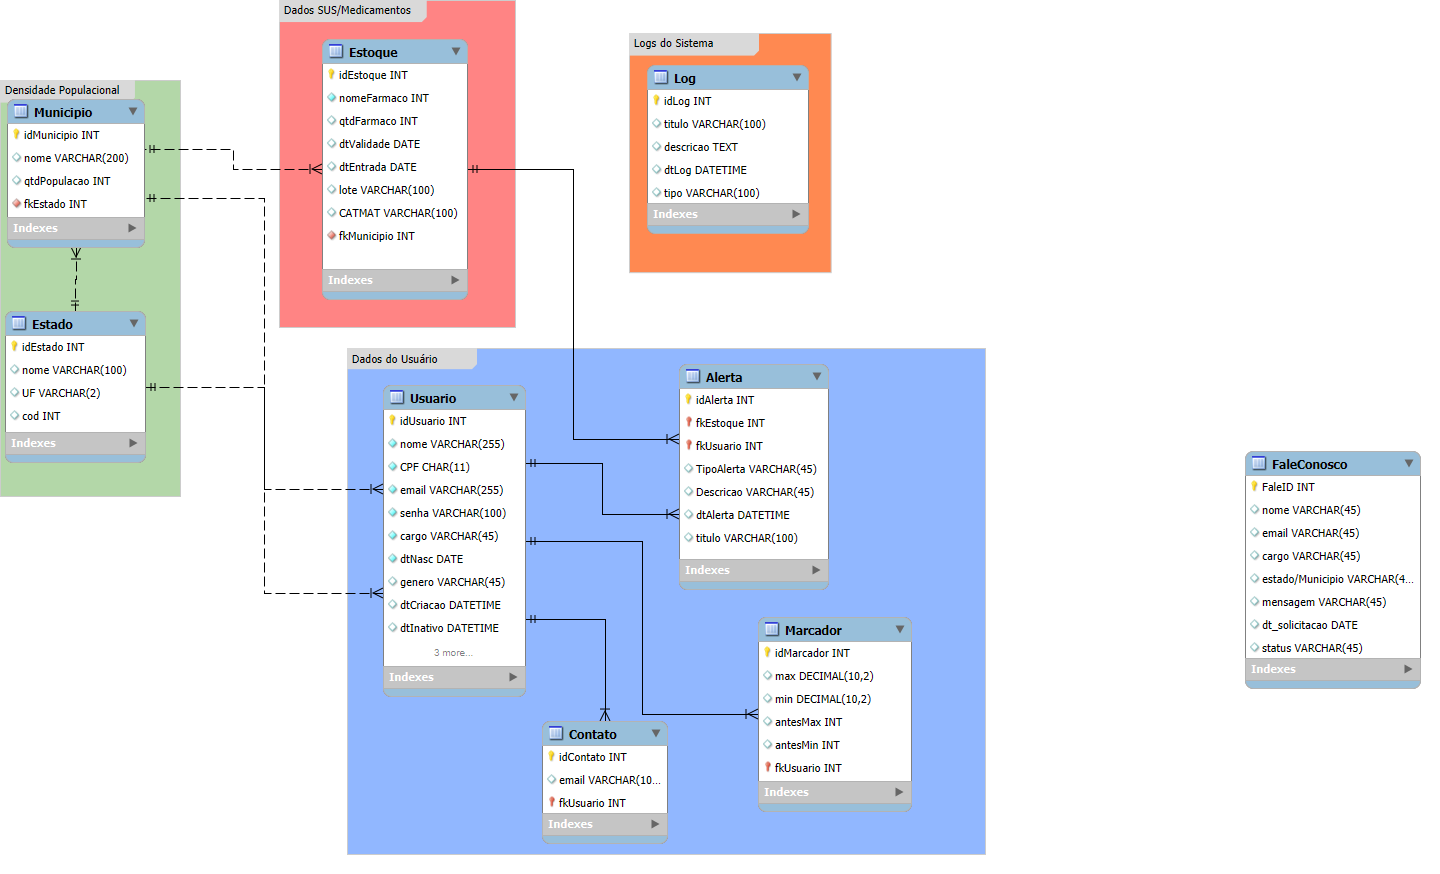 Densidade Populacional
Municipio
idMunicipio INT
nome VARCHAR(200)
qtdPopulacao INT
fkEstado INT
Indexes
Estado
idEstado INT
nome VARCHAR(100)
UF VARCHAR(2)
cod INT
Indexes
Dados SUS/Medicamentos
Estoque
idEstoque INT
nomeFarmaco INT
qtdFarmaco INT
dtValidade DATE
dtEntrada DATE
lote VARCHAR(100)
CATMAT VARCHAR(100)
fkMunicipio INT
Indexes
Logs do Sistema
Log
idLog INT
titulo VARCHAR(100)
descricao TEXT
dtLog DATETIME
tipo VARCHAR(100)
Indexes
Dados do Usuário
Usuario
idUsuario INT
nome VARCHAR(255)
CPF CHAR(11)
email VARCHAR(255)
senha VARCHAR(100)
cargo VARCHAR(45)
dtNasc DATE
genero VARCHAR(45)
dtCriacao DATETIME
dtInativo DATETIME
3 more...
Indexes
Alerta
idAlerta INT
fkEstoque INT
fkUsuario INT
TipoAlerta VARCHAR(45)
Descricao VARCHAR(45)
dtAlerta DATETIME
titulo VARCHAR(100)
Indexes
Contato
idContato INT
email VARCHAR(10...
fkUsuario INT
Indexes
Marcador
idMarcador INT
max DECIMAL(10,2)
min DECIMAL(10,2)
antesMax INT
antesMin INT
fkUsuario INT
Indexes
FaleConosco
FaleID INT
nome VARCHAR(45)
email VARCHAR(45)
cargo VARCHAR(45)
estado/Municipio VARCHAR(4...
mensagem VARCHAR(45)
dt_solicitacao DATE
status VARCHAR(45)
Indexes